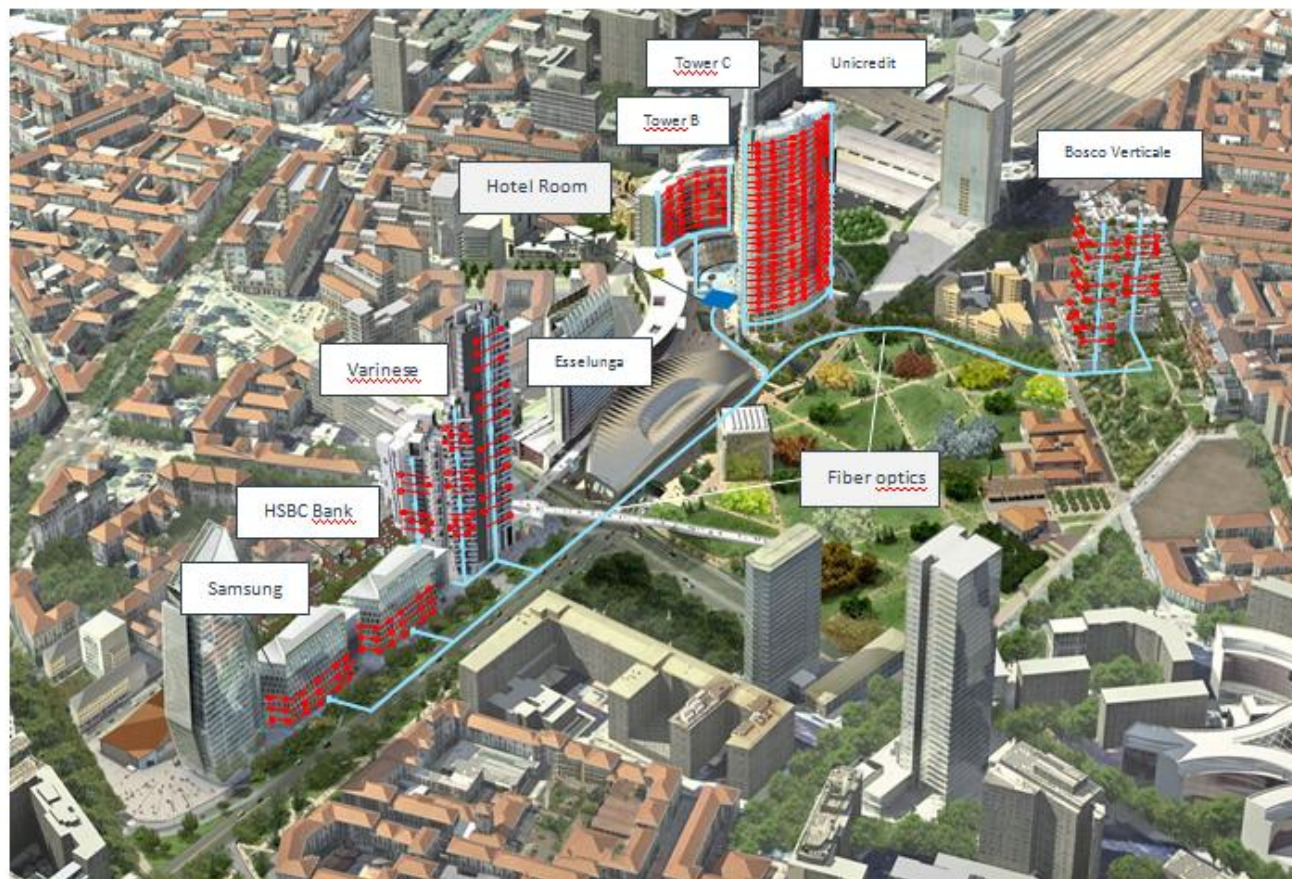 Tower C
Unicredit
Tower B
Bosco Verticale
Hotel Room
Esselunga
Varinese
Fiber optics
HSBC Bank
Samsung